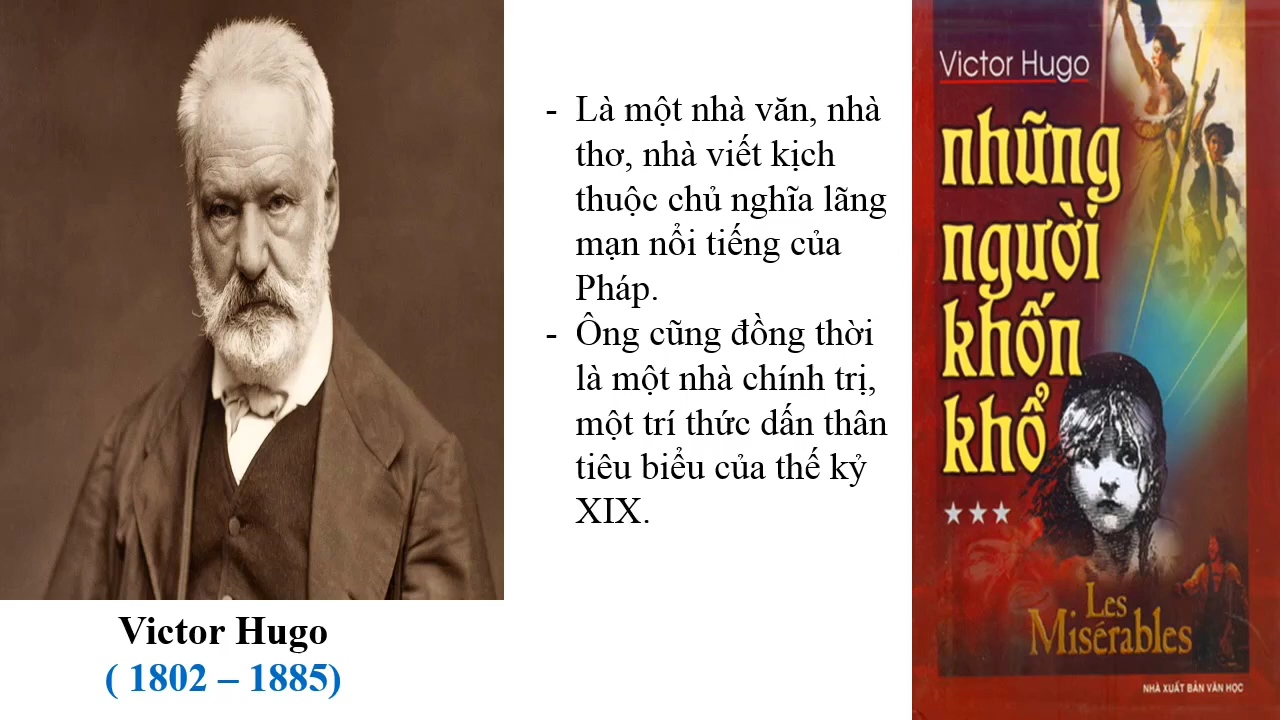 Victor Hugo
( 1802 – 1885)
- Là một nhà văn, nhà
thơ, nhà viết kịch
thuộc chủ nghĩa lãng
mạn nổi tiếng của
Pháp.
- Ông cũng đồng thời
là một nhà chính trị,
một trí thức dấn thân
tiêu biểu của thế kỷ
XIX.
Victor Hugo
những
người
khốn
khổ
Les
Misérables
NHÀ XUẤT BẢN VĂN HỌC